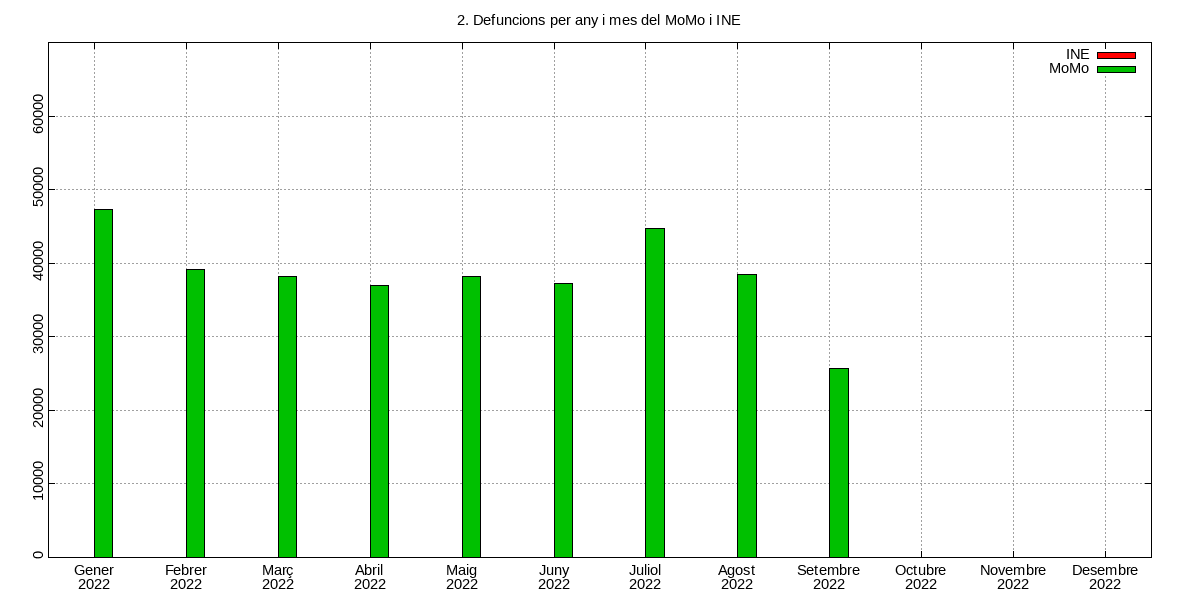 2. Defuncions per any i mes del MoMo i INE
INE
MoMo
60000
50000
40000
30000
20000
10000
0
Gener
2022
Febrer
2022
Març
2022
Abril
2022
Maig
2022
Juny
2022
Juliol
2022
Agost
2022
Setembre
2022
Octubre
2022
Novembre
2022
Desembre
2022